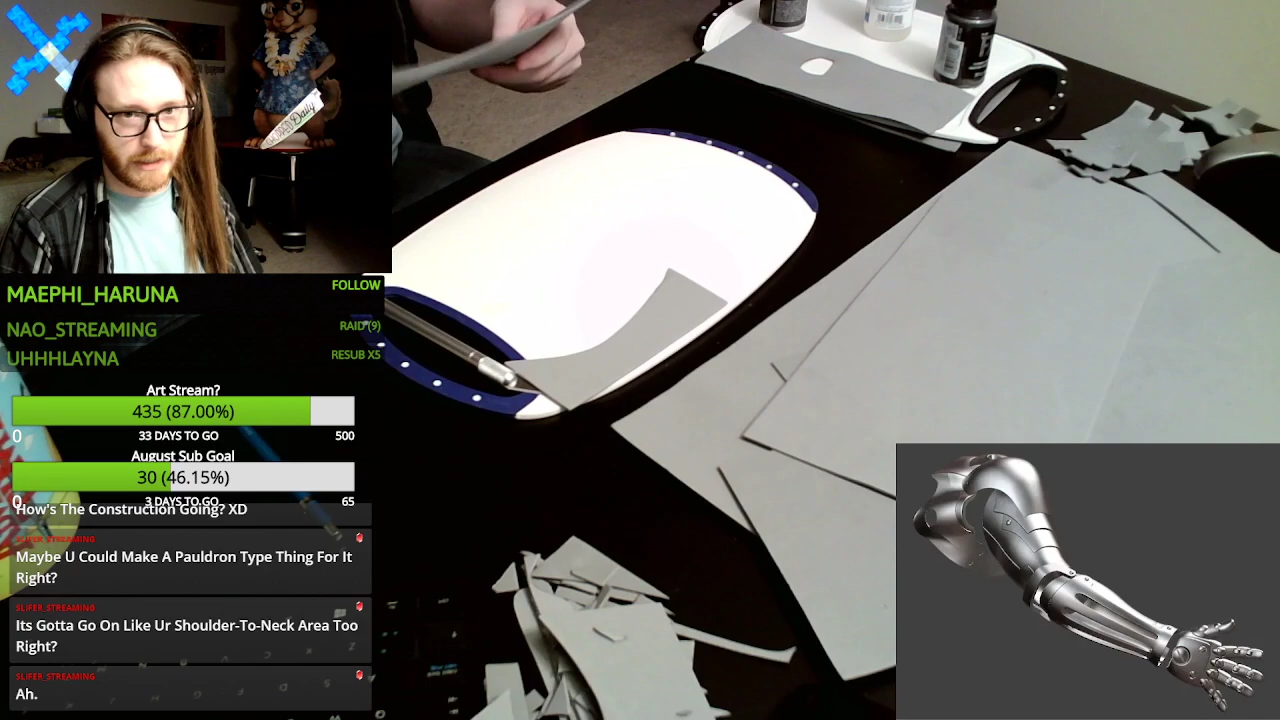 Daily
MAEPHI_HARUNA
FOLLOW
NAO_STREAMING
RAID (9)
UHHHLAYNA
RESUB X5
Art Stream?
435 (87.00%)
0
33 DAYS TO GO
500
August Sub Goal
30 (46.15%)
0
3 DAYS TO GO
65
How's The Construction Going? XD
SLIFER_STREAMING
Maybe U Could Make A Pauldron Type Thing For It
Right?
SLIFER_STREAMING
Its Gotta Go On Like Ur Shoulder-To-Neck Area Too
Right?
SLIFER_STREAMING
Ah.